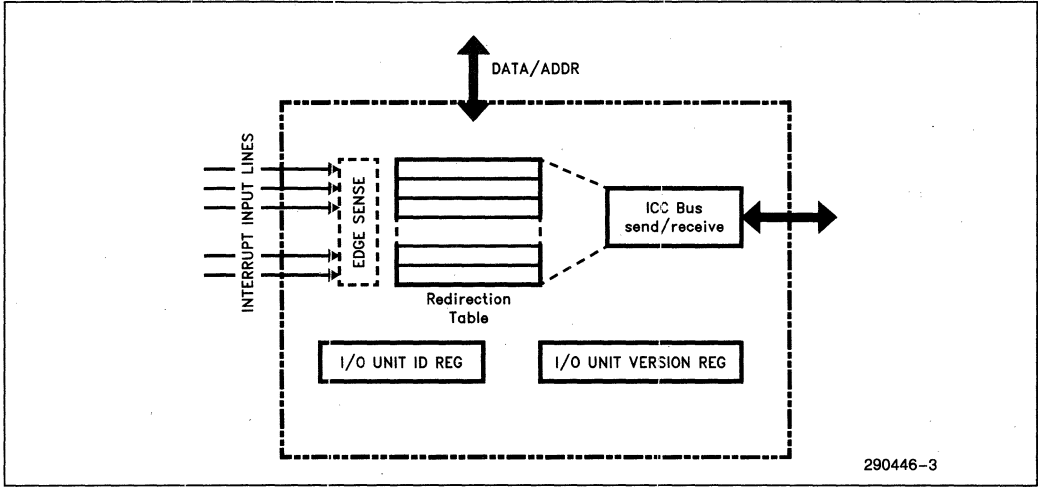 DATA/ADDR
INTERRUPT INPUT LINES
EDGE SENSE
ICC Bus
send/receive
Redirection
Table
I/O UNIT ID REG
I/O UNIT VERSION REG
290446-3